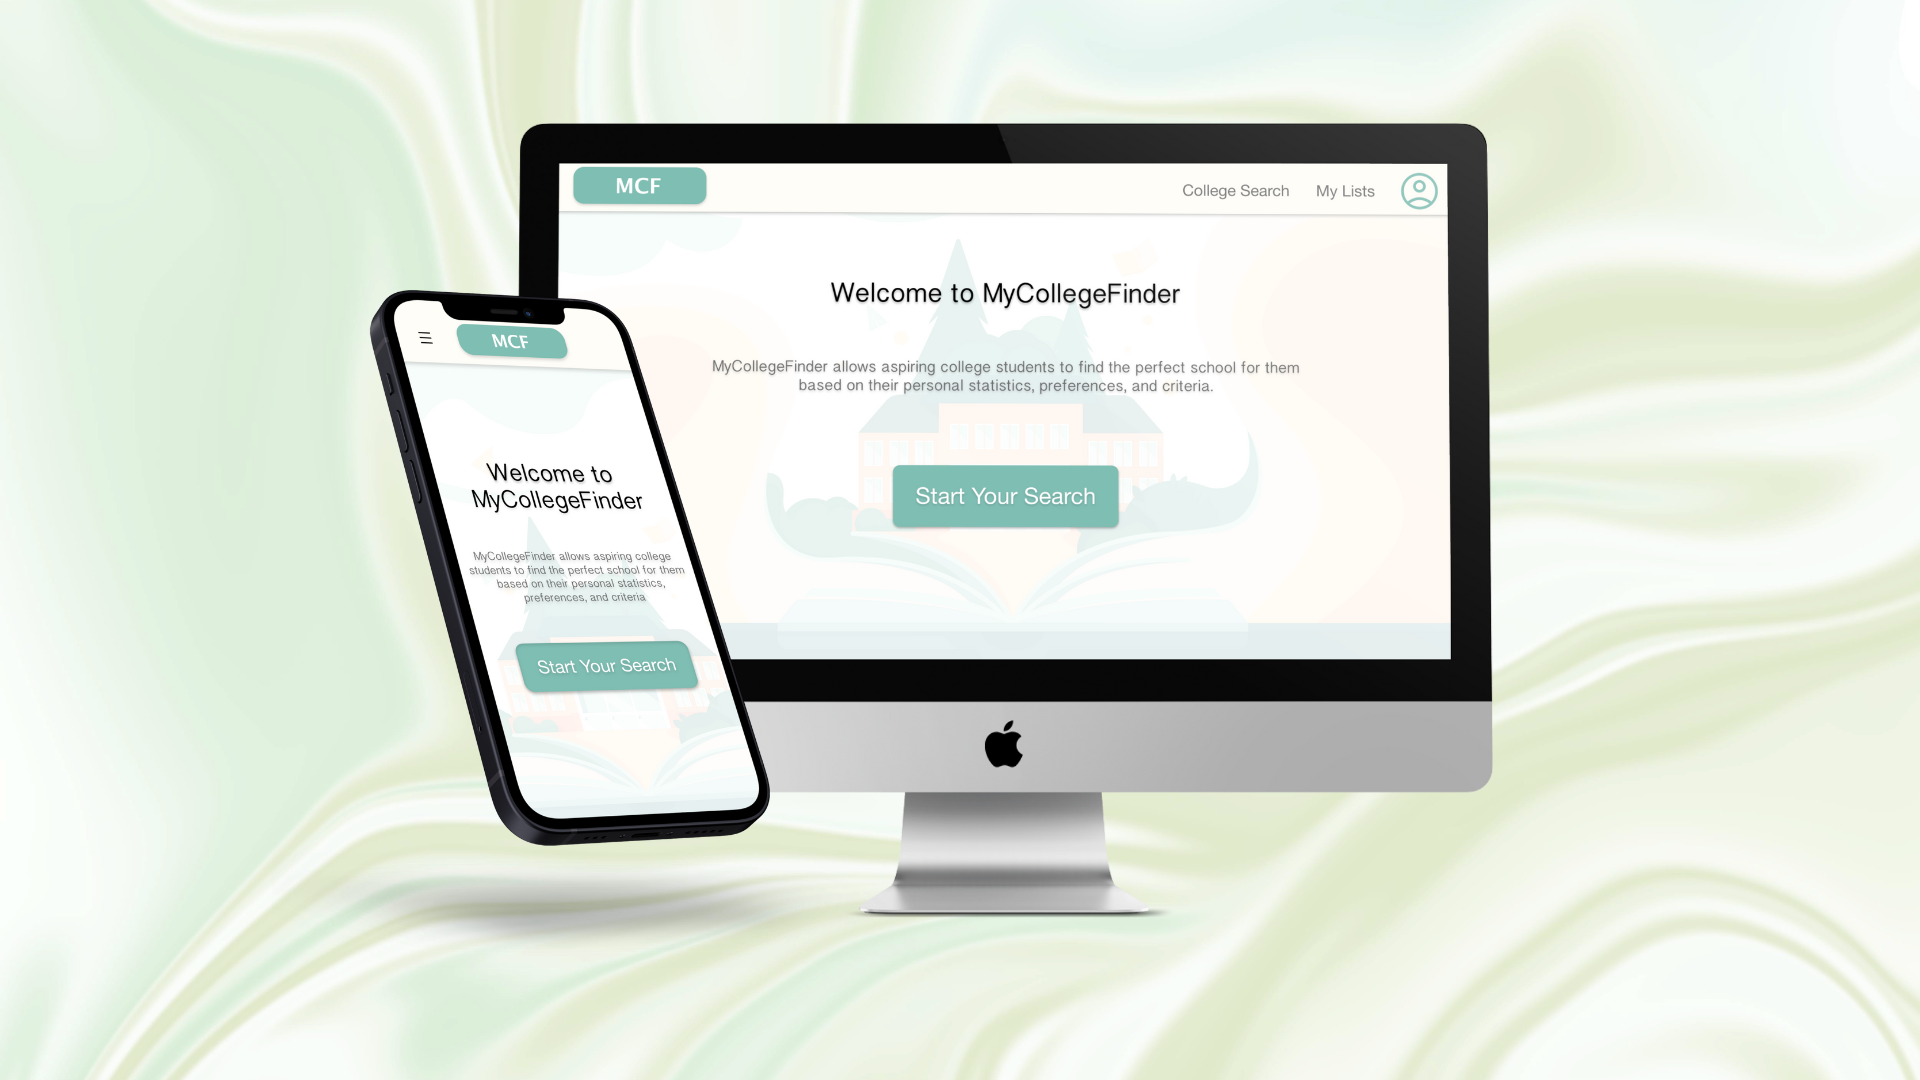 MCF
College Search
My Lists
Welcome to MyCollegeFinder
MyCollegeFinder allows aspiring college students to find the perfect school for them
based on their personal statistics, preferences, and criteria.
Start Your Search
MCF
Welcome to
MyCollegeFinder
MyCollegeFinder allows aspiring college
students to find the perfect school for them
based on their personal statistics,
preferences, and criteria
Start Your Search